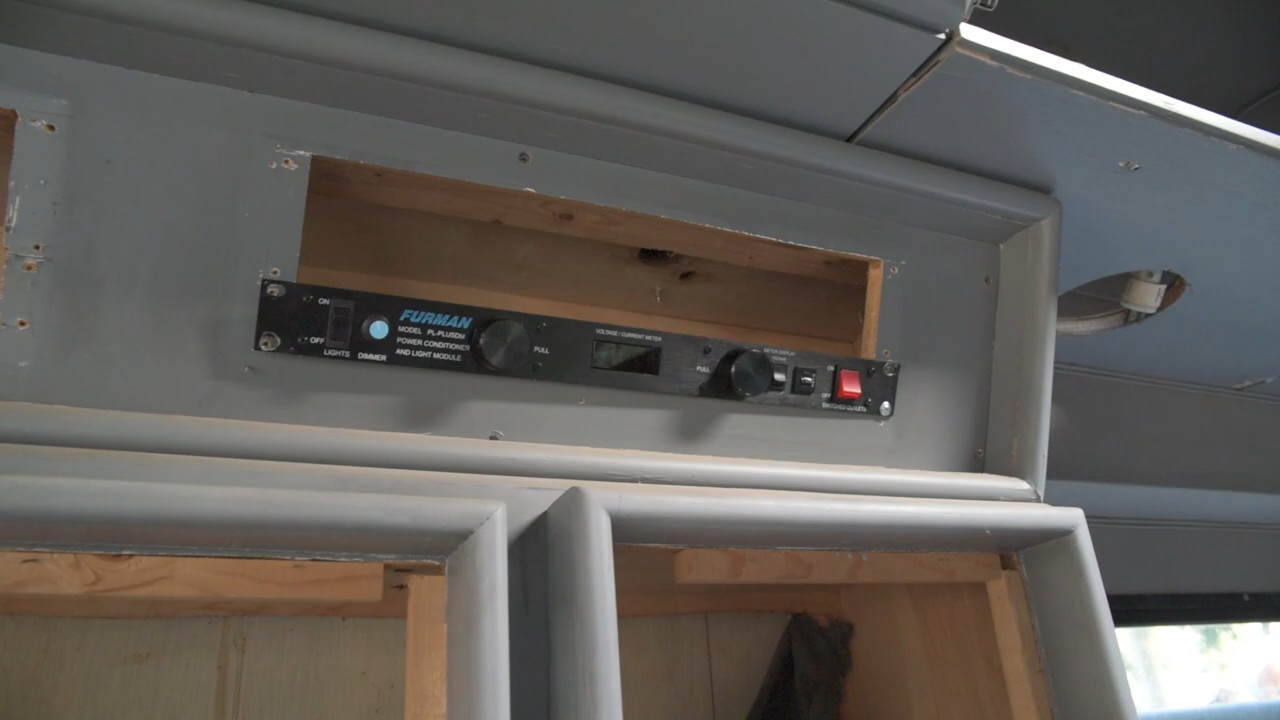 ON
OFF
LIGHTS
DIMMER
FURMAN
MODEL PL-PLUSDM
POWER CONDITIONER
AND LIGHT MODULE
PULL
VOLTAGE / CURRENT METER
PULL
METER DISPLAY
OFF
SWITCHED OUTLETS